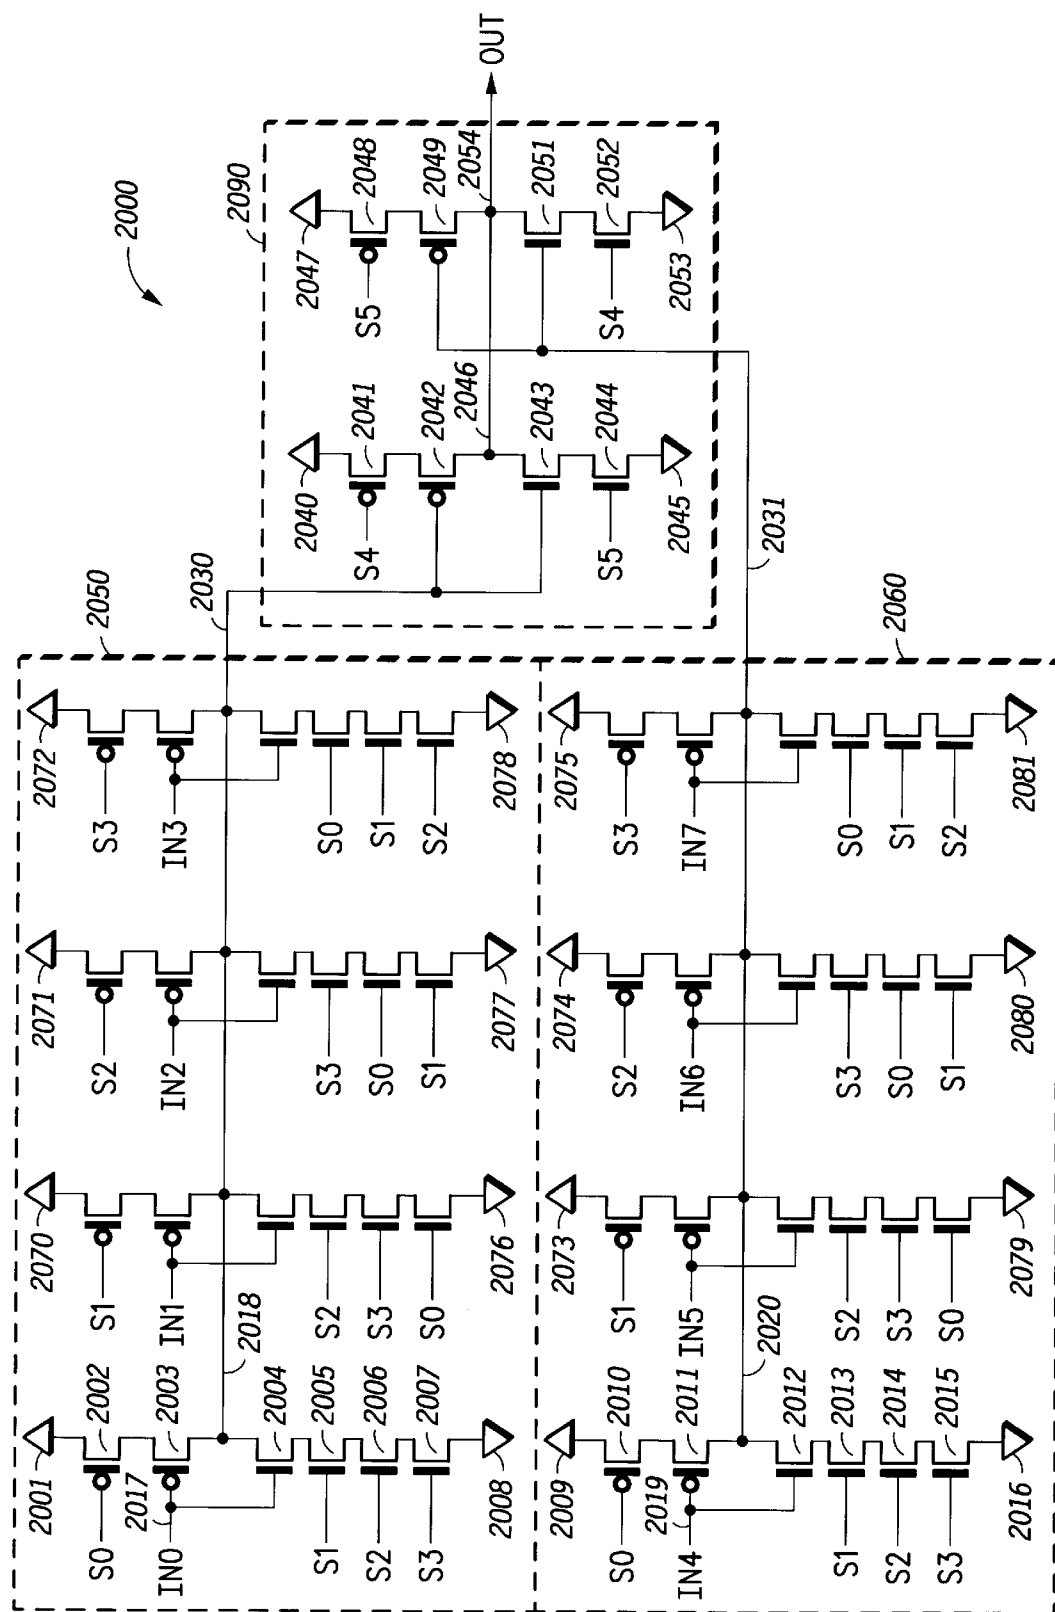 2000
2050
2001
S0
2002
IN0
2017
2003
2018
2004
S1
2005
S2
2006
S3
2007
2008
2070
S1
IN1
S2
S3
S0
2076
2071
S2
IN2
S3
S0
S1
2077
2072
S3
IN3
S0
S1
S2
2078
2030
2060
2009
S0
2010
IN4
2019
2011
2020
2012
S1
2013
S2
2014
S3
2015
2016
2073
S1
IN5
S2
S3
S0
2079
2074
S2
IN6
S3
S0
S1
2080
2075
S3
IN7
S0
S1
S2
2081
2031
2090
2040
S4
2041
2042
2046
2043
S5
2044
2045
2047
S5
2048
2049
2054
2051
S4
2052
2053
OUT